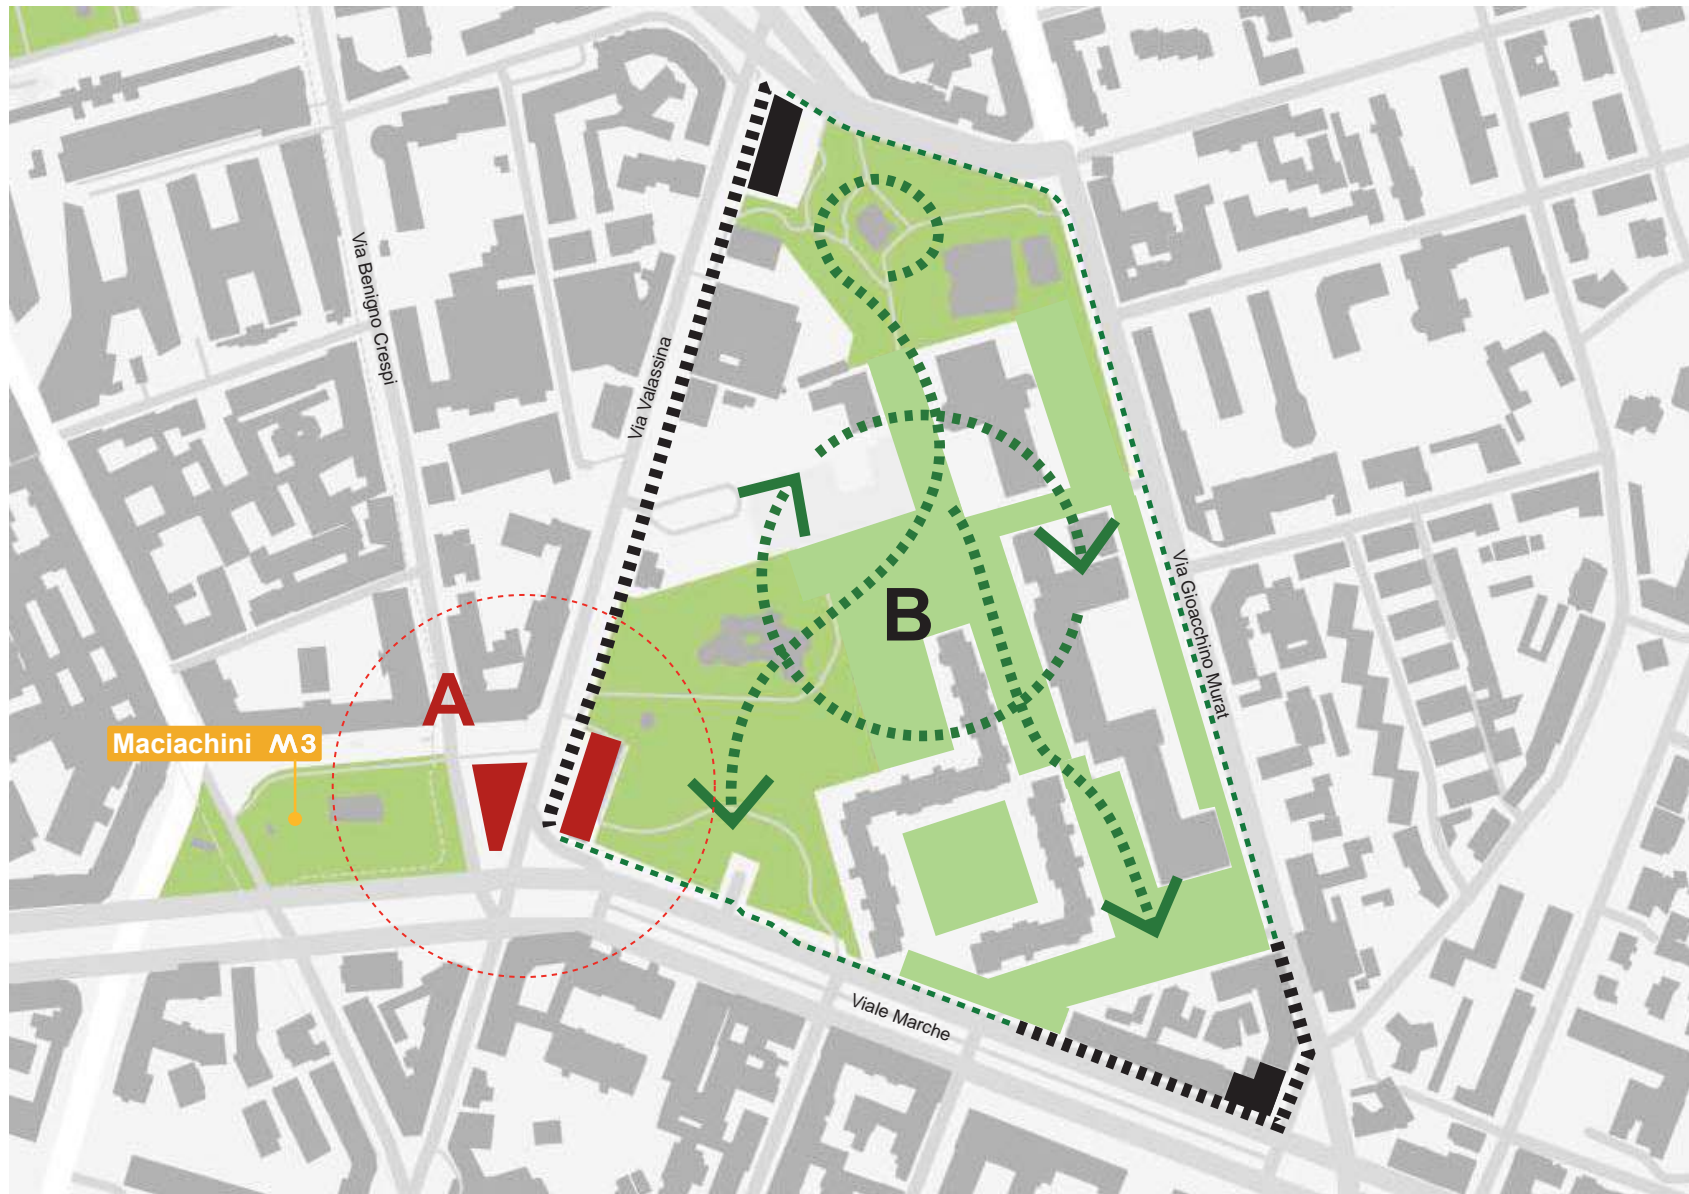 Via Benigno Crespi
Via Valassina
B
Via Gioacchino Murat
A
Maciachini M3
Viale Marche